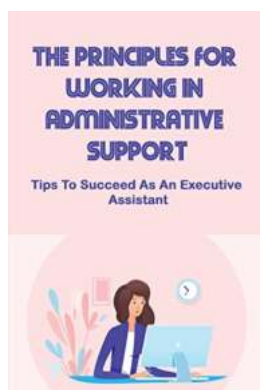 THE PRINCIPLES FOR
WORKING IN
ADMINISTRATIVE
SUPPORT
Tips To Succeed As An Executive
Assistant